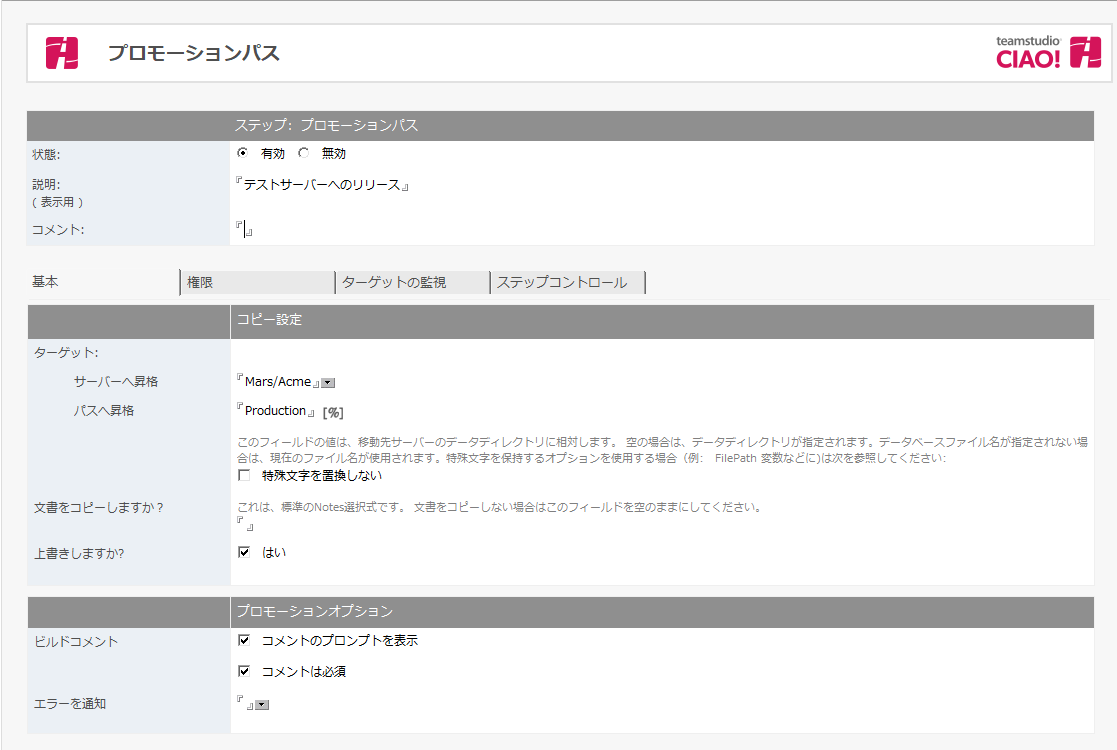 プロモーションパス
teamstudio
CIAO!
ステップ: プロモーションパス
状態:
有効 無効
説明:
( 表示用 )
『テストサーバーへのリリース』
コメント:
『』
基本 権限 ターゲットの監視 ステップコントロール
コピー設定
ターゲット:
サーバーへ昇格 『Mars/Acme』
パスへ昇格 『Production』 [%]
このフィールドの値は、移動先サーバーのデータディレクトリに相対します。 空の場合は、データディレクトリが指定されます。データベースファイル名が指定されない場
合は、現在のファイル名が使用されます。特殊文字を保持するオプションを使用する場合（例: FilePath 変数などに)は次を参照してください:
特殊文字を置換しない
文書をコピーしますか？ これは、標準のNotes選択式です。 文書をコピーしない場合はこのフィールドを空のままにしてください。
『 』
上書きしますか? はい
プロモーションオプション
ビルドコメント コメントのプロンプトを表示
コメントは必須
エラーを通知 『 』